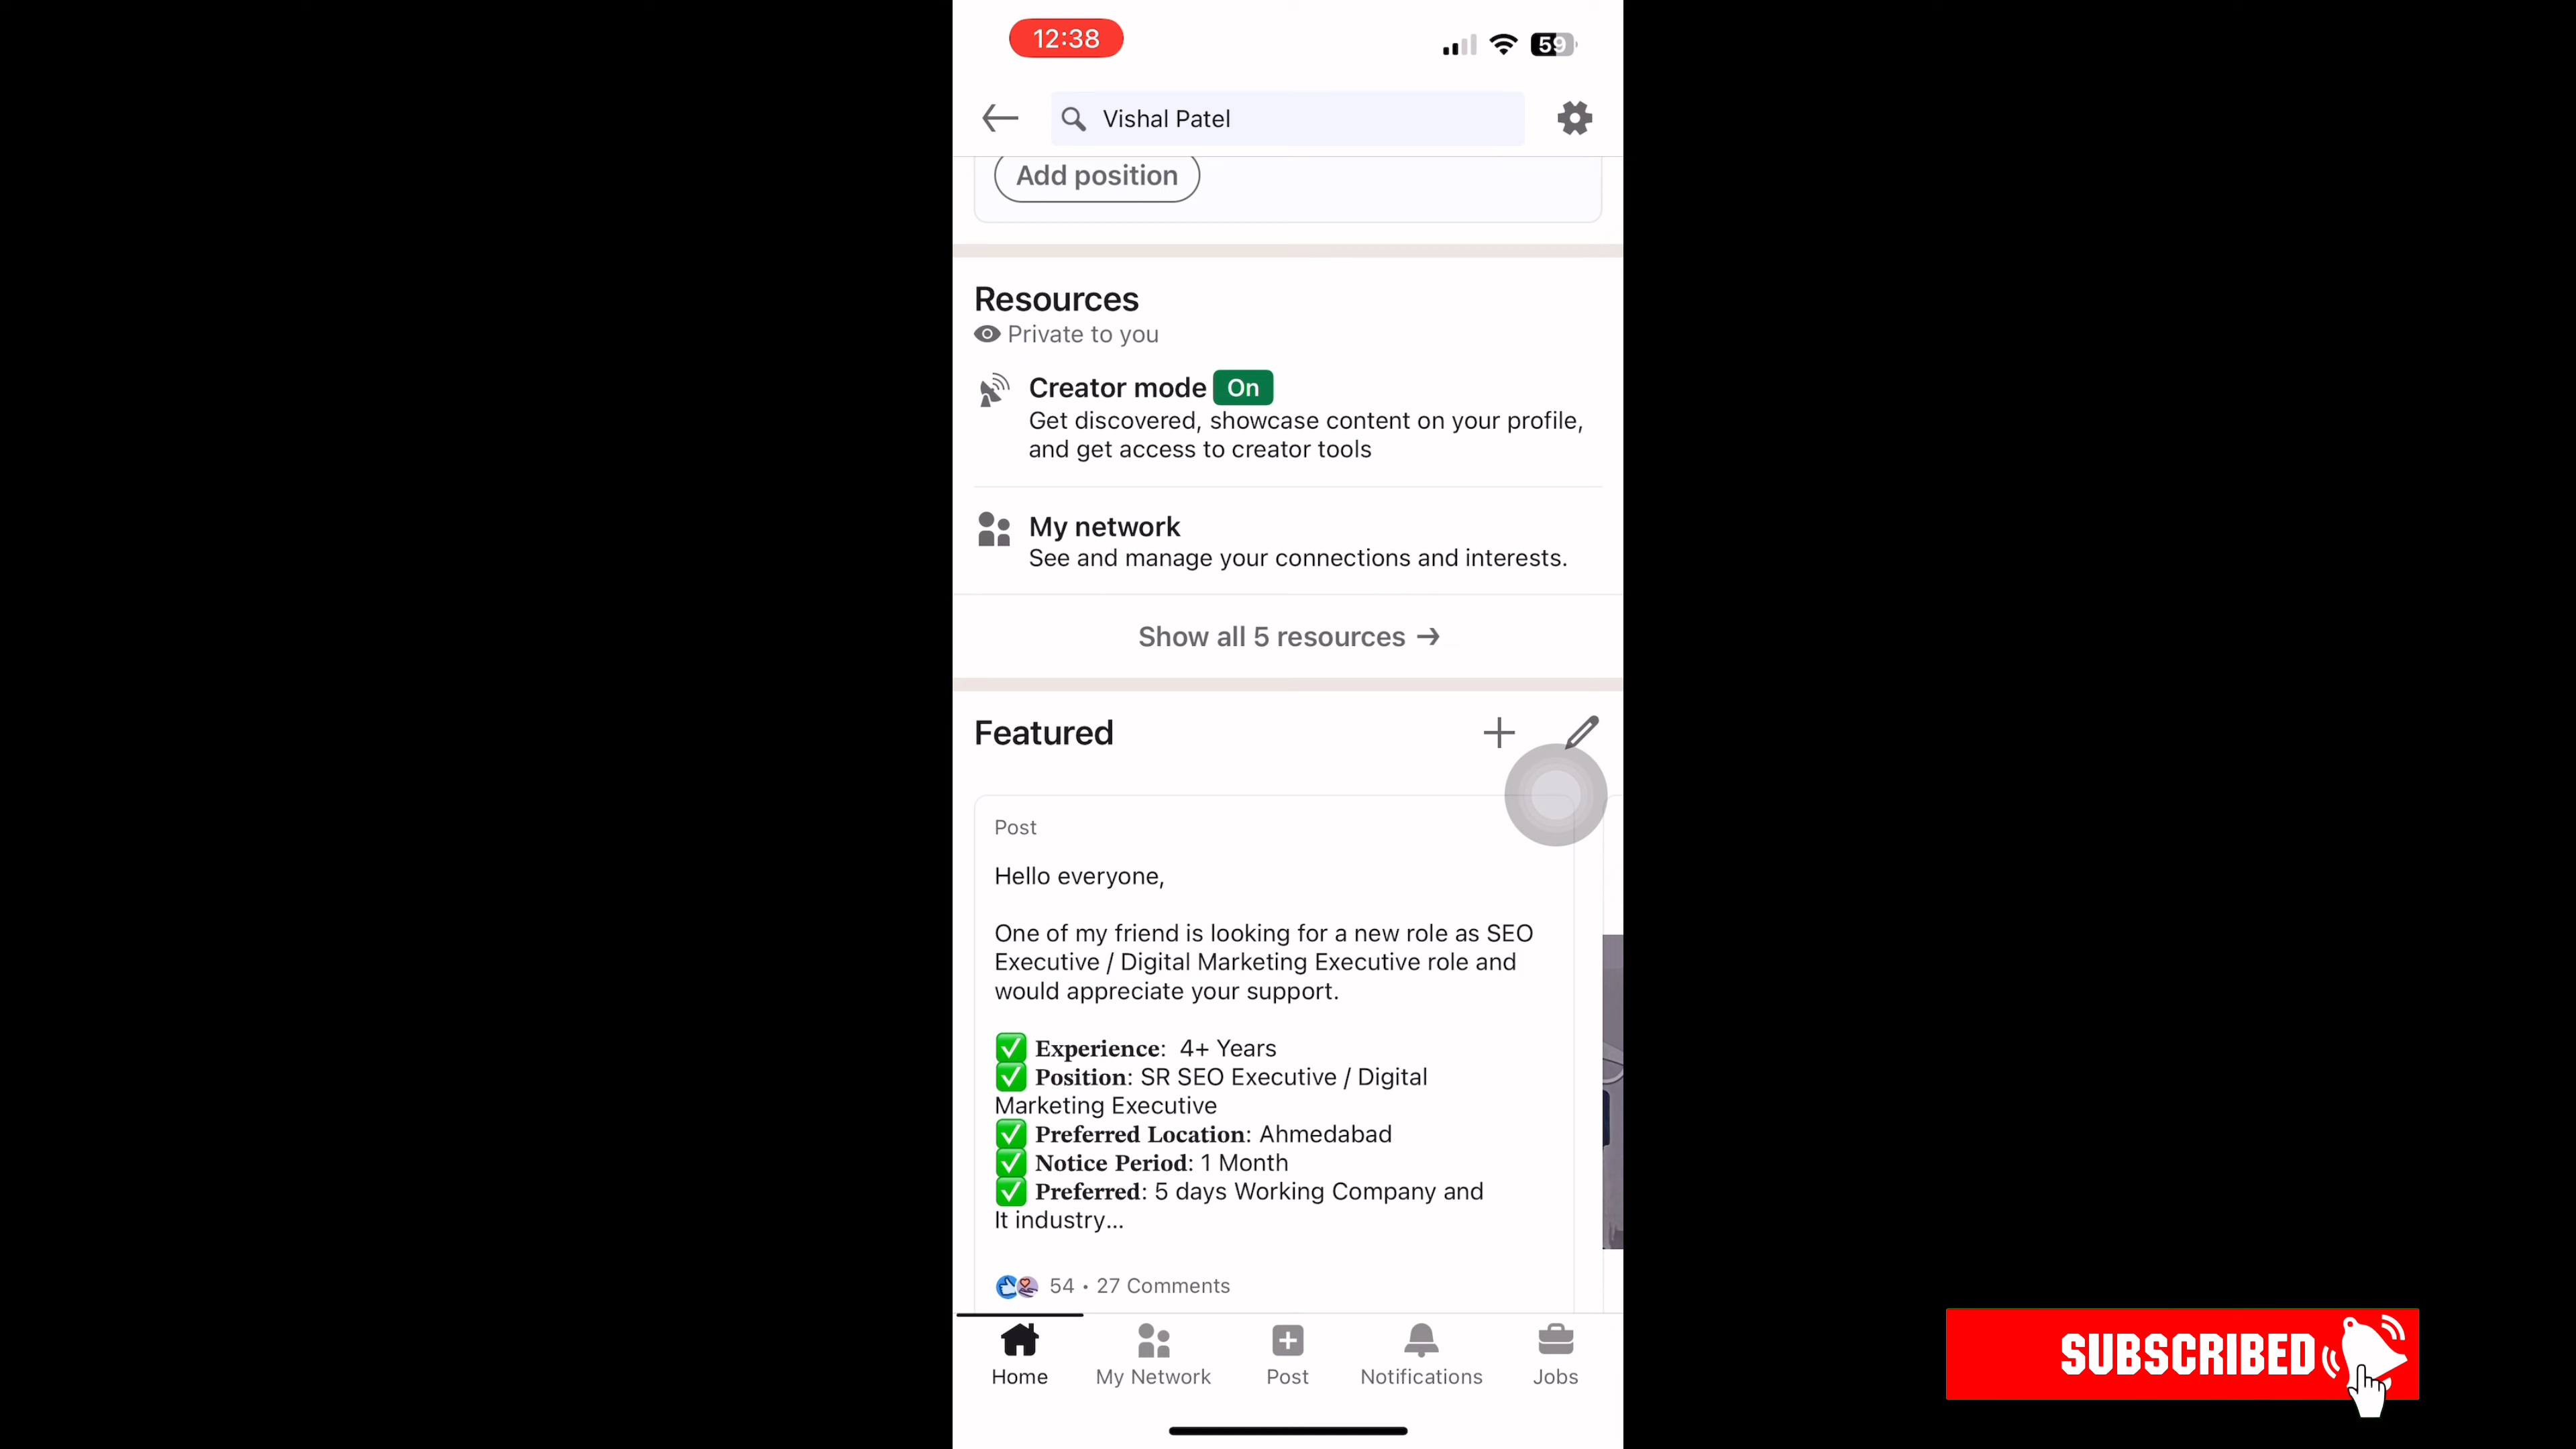 12:38
59
Vishal Patel
Add position
Resources
Private to you
Creator mode On
Get discovered, showcase content on your profile,
and get access to creator tools
My network
See and manage your connections and interests.
Show all 5 resources →
Featured
Post
Hello everyone,
One of my friend is looking for a new role as SEO
Executive / Digital Marketing Executive role and
would appreciate your support.
✅ Experience: 4+ Years
✅ Position: SR SEO Executive / Digital
Marketing Executive
✅ Preferred Location: Ahmedabad
✅ Notice Period: 1 Month
✅ Preferred: 5 days Working Company and
It industry...
54 • 27 Comments
Home My Network Post Notifications Jobs
SUBSCRIBED